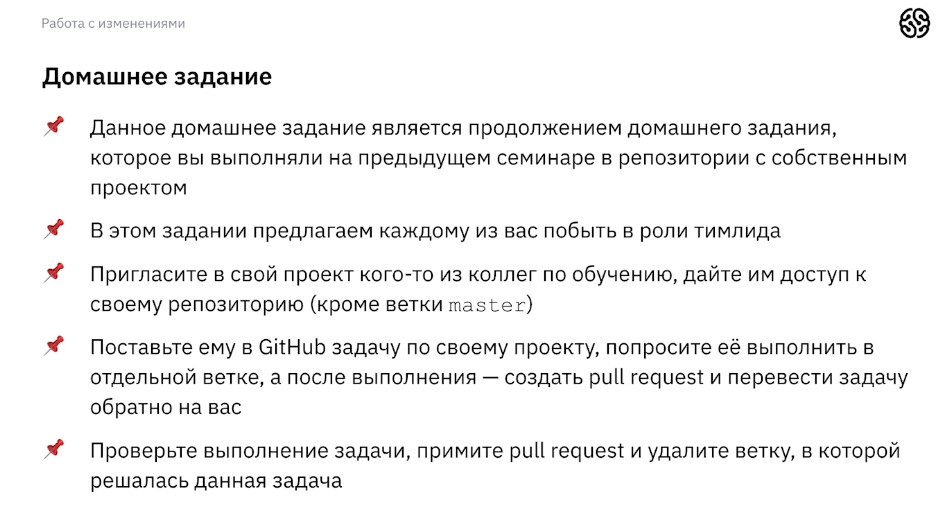 Работа с изменениями
Домашнее задание
Данное домашнее задание является продолжением домашнего задания,
которое вы выполняли на предыдущем семинаре в репозитории с собственным
проектом
В этом задании предлагаем каждому из вас побыть в роли тимлида
Пригласите в свой проект кого-то из коллег по обучению, дайте им доступ к
своему репозиторию (кроме ветки master)
Поставьте ему в GitHub задачу по своему проекту, попросите её выполнить в
отдельной ветке, а после выполнения — создать pull request и перевести задачу
обратно на вас
Проверьте выполнение задачи, примите pull request и удалите ветку, в которой
решалась данная задача